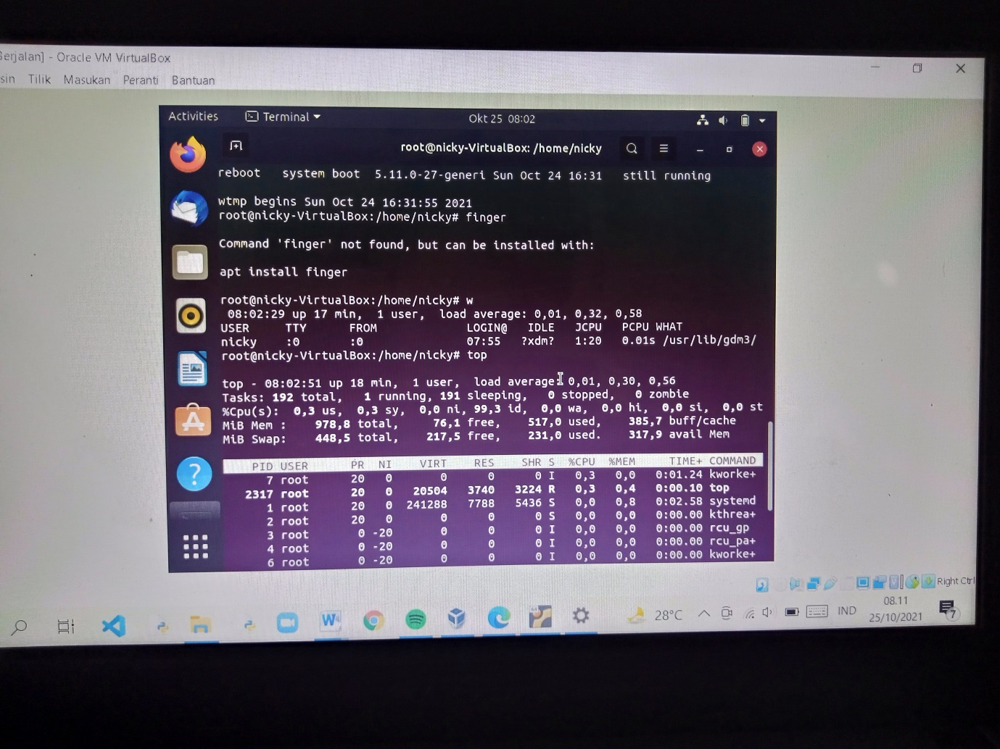 Berjalan] - Oracle VM VirtualBox
sin Tilik Masukan Peranti Bantuan
Activities Terminal Okt 25 08:02
root@nicky-VirtualBox: /home/nicky
reboot system boot 5.11.0-27-generi Sun Oct 24 16:31 still running
wtmp begins Sun Oct 24 16:31:55 2021
root@nicky-VirtualBox:/home/nicky# finger
Command 'finger' not found, but can be installed with:
apt install finger
root@nicky-VirtualBox:/home/nicky# w
08:02:29 up 17 min, 1 user, load average: 0,01, 0,32, 0,58
USER TTY FROM LOGIN@ IDLE JCPU PCPU WHAT
nicky :0 :0 07:55 ?xdm? 1:20 0.01s /usr/lib/gdm3/
root@nicky-VirtualBox:/home/nicky# top
top - 08:02:51 up 18 min, 1 user, load average: 0,01, 0,30, 0,56
Tasks: 192 total, 1 running, 191 sleeping, 0 stopped, 0 zombie
%Cpu(s): 0,3 us, 0,3 sy, 0,0 ni, 99,3 id, 0,0 wa, 0,0 hi, 0,0 si, 0,0 st
MiB Mem : 978,8 total, 76,1 free, 517,0 used, 385,7 buff/cache
MiB Swap: 448,5 total, 217,5 free, 231,0 used. 317,9 avail Mem
PID USER PR NI VIRT RES SHR S %CPU %MEM TIME+ COMMAND
7 root 20 0 0 0 0 I 0,3 0,0 0:01.24 kworke+
2317 root 20 0 20504 3740 3224 R 0,3 0,4 0:00.10 top
1 root 20 0 241288 7788 5436 S 0,0 0,8 0:02.58 systemd
2 root 20 0 0 0 0 S 0,0 0,0 0:00.00 kthrea+
3 root 0 -20 0 0 0 I 0,0 0,0 0:00.00 rcu_gp
4 root 0 -20 0 0 0 I 0,0 0,0 0:00.00 rcu_pa+
6 root 0 -20 0 0 0 I 0,0 0,0 0:00.00 kworke+
Right Ctrl
28°C IND 08.11
25/10/2021 7